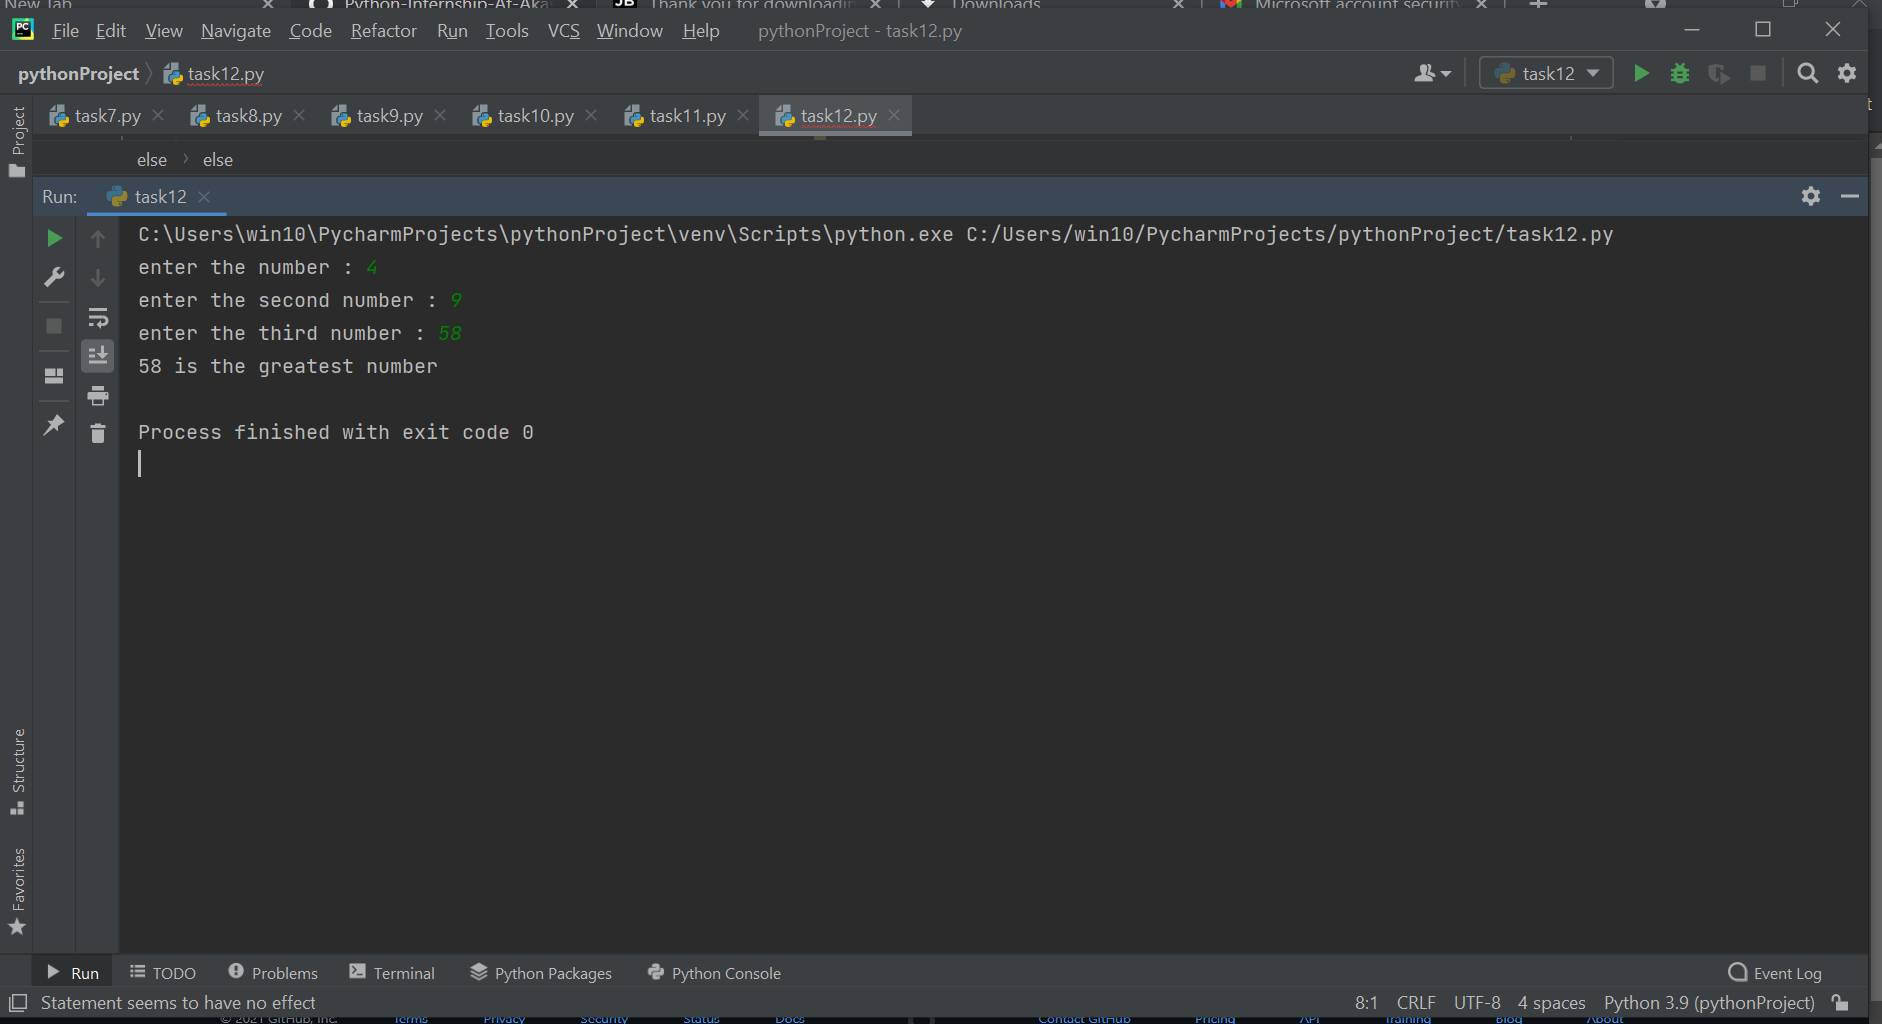 New Tab Python-Internship-At-Aka JB Thank you for downloadin Downloads Microsoft account security
PC File Edit View Navigate Code Refactor Run Tools VCS Window Help pythonProject - task12.py
pythonProject task12.py task12
task7.py task8.py task9.py task10.py task11.py task12.py
Project
else › else
Run: task12
C:\Users\win10\PycharmProjects\pythonProject\venv\Scripts\python.exe C:/Users/win10/PycharmProjects/pythonProject/task12.py
enter the number : 4
enter the second number : 9
enter the third number : 58
58 is the greatest number
Process finished with exit code 0
Structure
Favorites
Run TODO Problems Terminal Python Packages Python Console Event Log
Statement seems to have no effect 8:1 CRLF UTF-8 4 spaces Python 3.9 (pythonProject)
© 2021 GitHub, Inc. Terms Privacy Security Status Docs Contact GitHub Pricing API Training Blog About